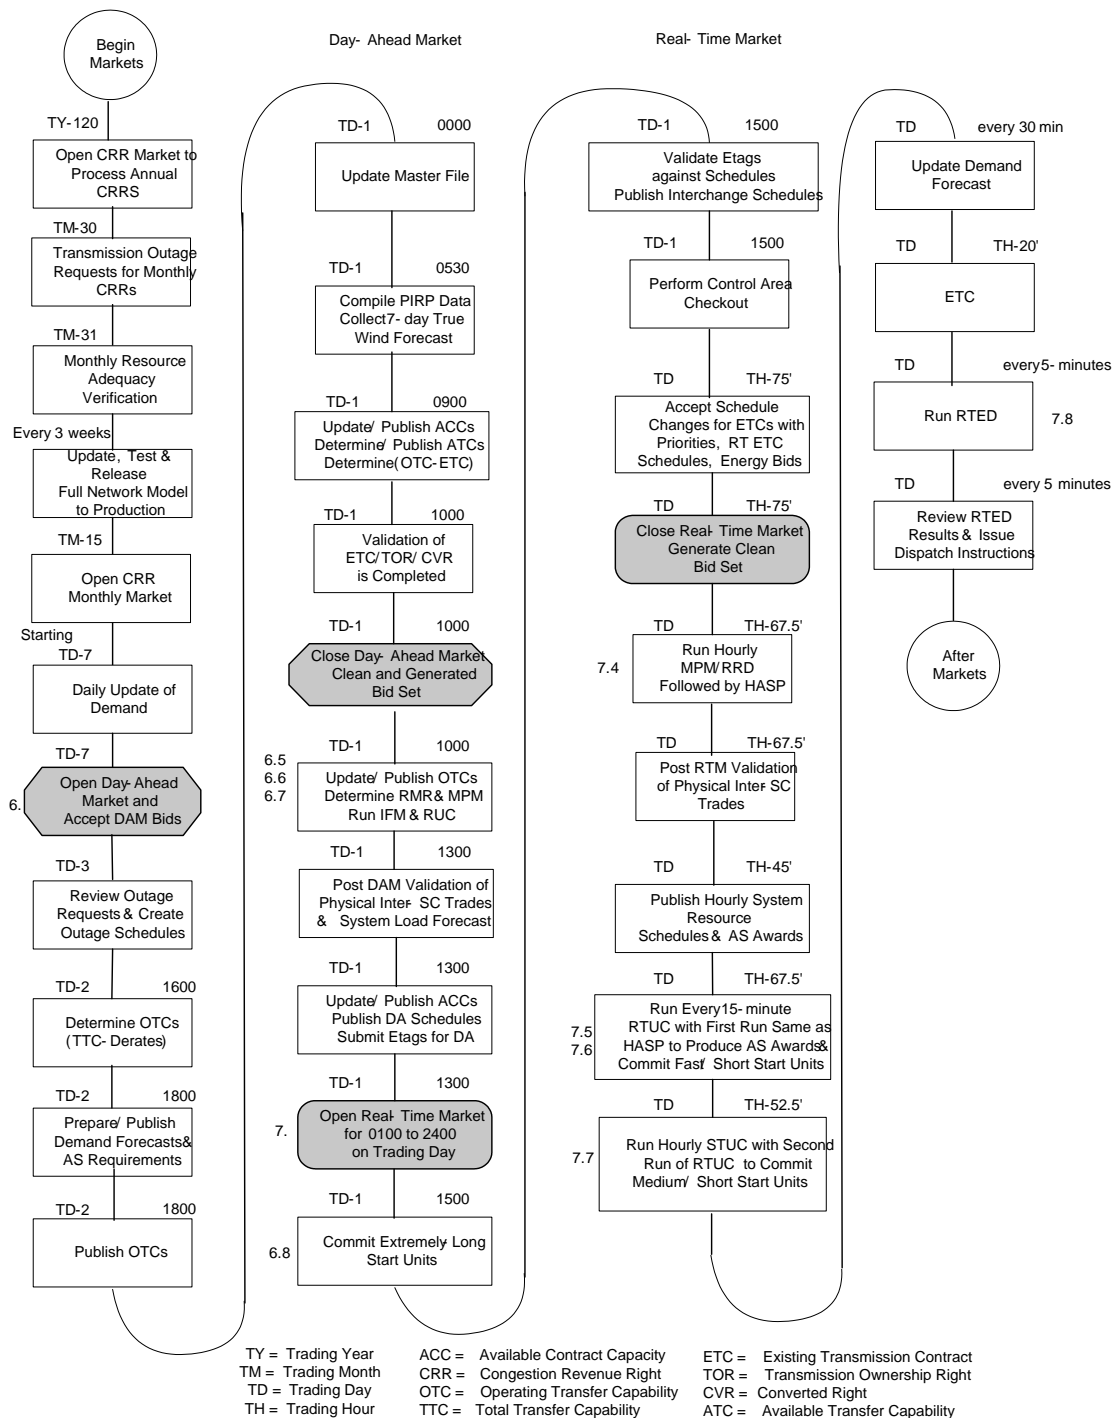 Day- Ahead Market
Real- Time Market
Begin
Markets
TY-120
Open CRR Market to
Process Annual
CRRS
TM-30
Transmission Outage
Requests for Monthly
CRRs
TM-31
Monthly Resource
Adequacy
Verification
Every 3 weeks
Update, Test &
Release
Full Network Model
to Production
TM-15
Open CRR
Monthly Market
Starting
TD-7
Daily Update of
Demand
TD-7
6.
Open Day-Ahead
Market and
Accept DAM Bids
TD-3
Review Outage
Requests & Create
Outage Schedules
TD-2 1600
Determine OTCs
(TTC- Derates)
TD-2 1800
Prepare/ Publish
Demand Forecasts&
AS Requirements
TD-2 1800
Publish OTCs
TD-1 0000
Update Master File
TD-1 0530
Compile PIRP Data
Collect7- day True
Wind Forecast
TD-1 0900
Update/ Publish ACCs
Determine/ Publish ATCs
Determine(OTC-ETC)
TD-1 1000
Validation of
ETC/TOR/ CVR
is Completed
TD-1 1000
Close Day- Ahead Market
Clean and Generated
Bid Set
TD-1 1000
6.5
6.6
6.7
Update/ Publish OTCs
Determine RMR& MPM
Run IFM & RUC
TD-1 1300
Post DAM Validation of
Physical Inter- SC Trades
& System Load Forecast
TD-1 1300
Update/ Publish ACCs
Publish DA Schedules
Submit Etags for DA
TD-1 1300
7.
Open Real- Time Market
for 0100 to 2400
on Trading Day
TD-1 1500
6.8
Commit Extremely- Long
Start Units
TD-1 1500
Validate Etags
against Schedules
Publish Interchange Schedules
TD-1 1500
Perform Control Area
Checkout
TD TH-75'
Accept Schedule
Changes for ETCs with
Priorities, RT ETC
Schedules, Energy Bids
TD TH-75'
Close Real- Time Market
Generate Clean
Bid Set
TD TH-67.5'
7.4
Run Hourly
MPM/RRD
Followed by HASP
TD TH-67.5'
Post RTM Validation
of Physical Inter- SC
Trades
TD TH-45'
Publish Hourly System
Resource
Schedules& AS Awards
TD TH-67.5'
7.5
7.6
Run Every15- minute
RTUC with First Run Same as
HASP to Produce AS Awards&
Commit Fast/ Short Start Units
TD TH-52.5'
7.7
Run Hourly STUC with Second
Run of RTUC to Commit
Medium/ Short Start Units
TD every 30 min
Update Demand
Forecast
TD TH-20'
ETC
TD every5- minutes
Run RTED
7.8
TD every 5 minutes
Review RTED
Results & Issue
Dispatch Instructions
After
Markets
TY = Trading Year
TM = Trading Month
TD = Trading Day
TH = Trading Hour
ACC = Available Contract Capacity
CRR = Congestion Revenue Right
OTC = Operating Transfer Capability
TTC = Total Transfer Capability
ETC = Existing Transmission Contract
TOR = Transmission Ownership Right
CVR = Converted Right
ATC = Available Transfer Capability